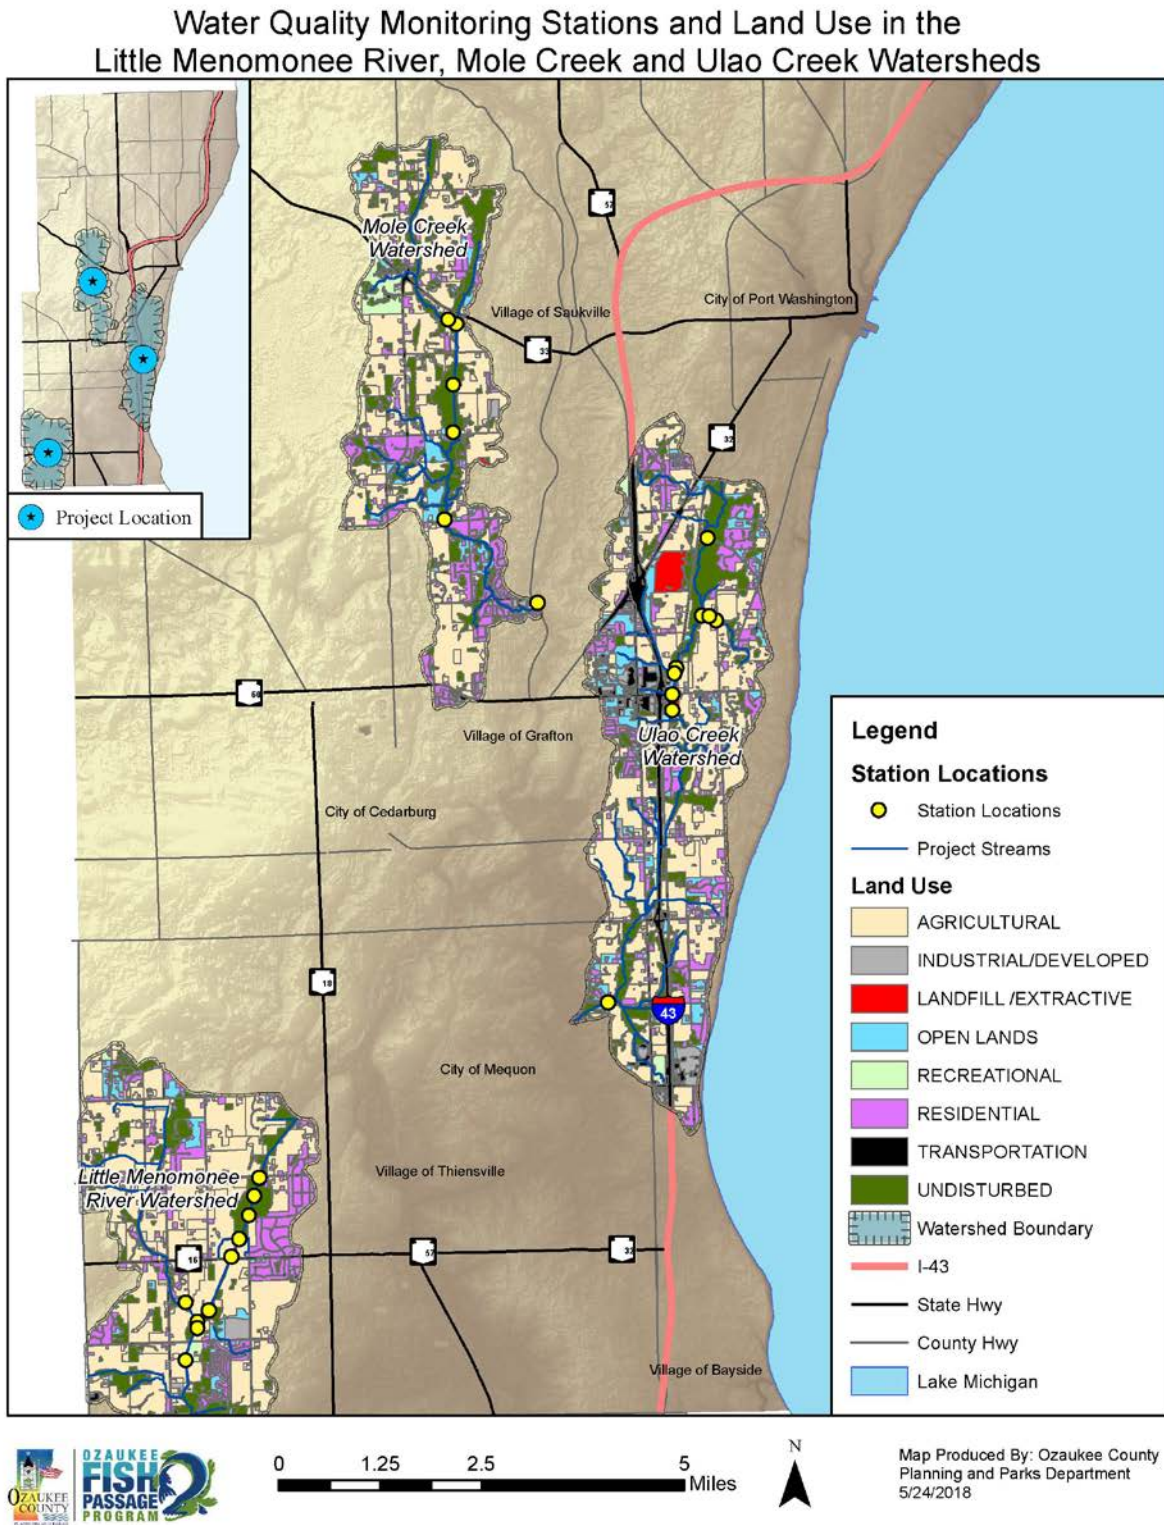 Water Quality Monitoring Stations and Land Use in the
Little Menomonee River, Mole Creek and Ulao Creek Watersheds
Project Location
Mole Creek
Watershed
57
Village of Saukville
City of Port Washington
33
32
60
Village of Grafton
Ulao Creek
Watershed
City of Cedarburg
18
43
City of Mequon
Little Menomonee
River Watershed
Village of Thiensville
57
Village of Bayside
Legend
Station Locations
Station Locations
Project Streams
Land Use
AGRICULTURAL
INDUSTRIAL/DEVELOPED
LANDFILL /EXTRACTIVE
OPEN LANDS
RECREATIONAL
RESIDENTIAL
TRANSPORTATION
UNDISTURBED
Watershed Boundary
I-43
State Hwy
County Hwy
Lake Michigan
OZAUKEE
COUNTY
OZAUKEE
FISH
PASSAGE
PROGRAM
0 1.25 2.5 5
Miles
N
Map Produced By: Ozaukee County
Planning and Parks Department
5/24/2018